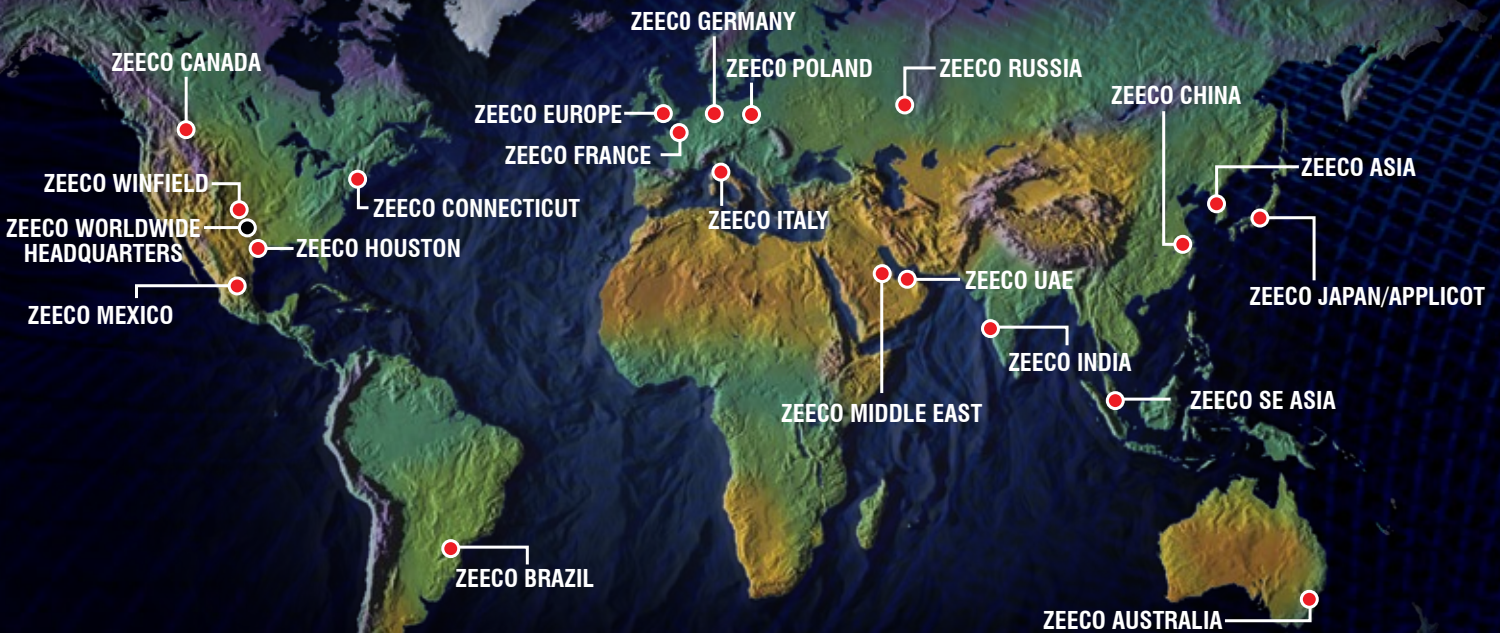 ZEECO GERMANY
ZEECO CANADA
ZEECO POLAND
ZEECO RUSSIA
ZEECO CHINA
ZEECO EUROPE
ZEECO FRANCE
ZEECO ASIA
ZEECO WINFIELD
ZEECO CONNECTICUT
ZEECO ITALY
ZEECO WORLDWIDE
HEADQUARTERS
ZEECO HOUSTON
ZEECO UAE
ZEECO JAPAN/APPLICOT
ZEECO MEXICO
ZEECO INDIA
ZEECO SE ASIA
ZEECO MIDDLE EAST
ZEECO BRAZIL
ZEECO AUSTRALIA